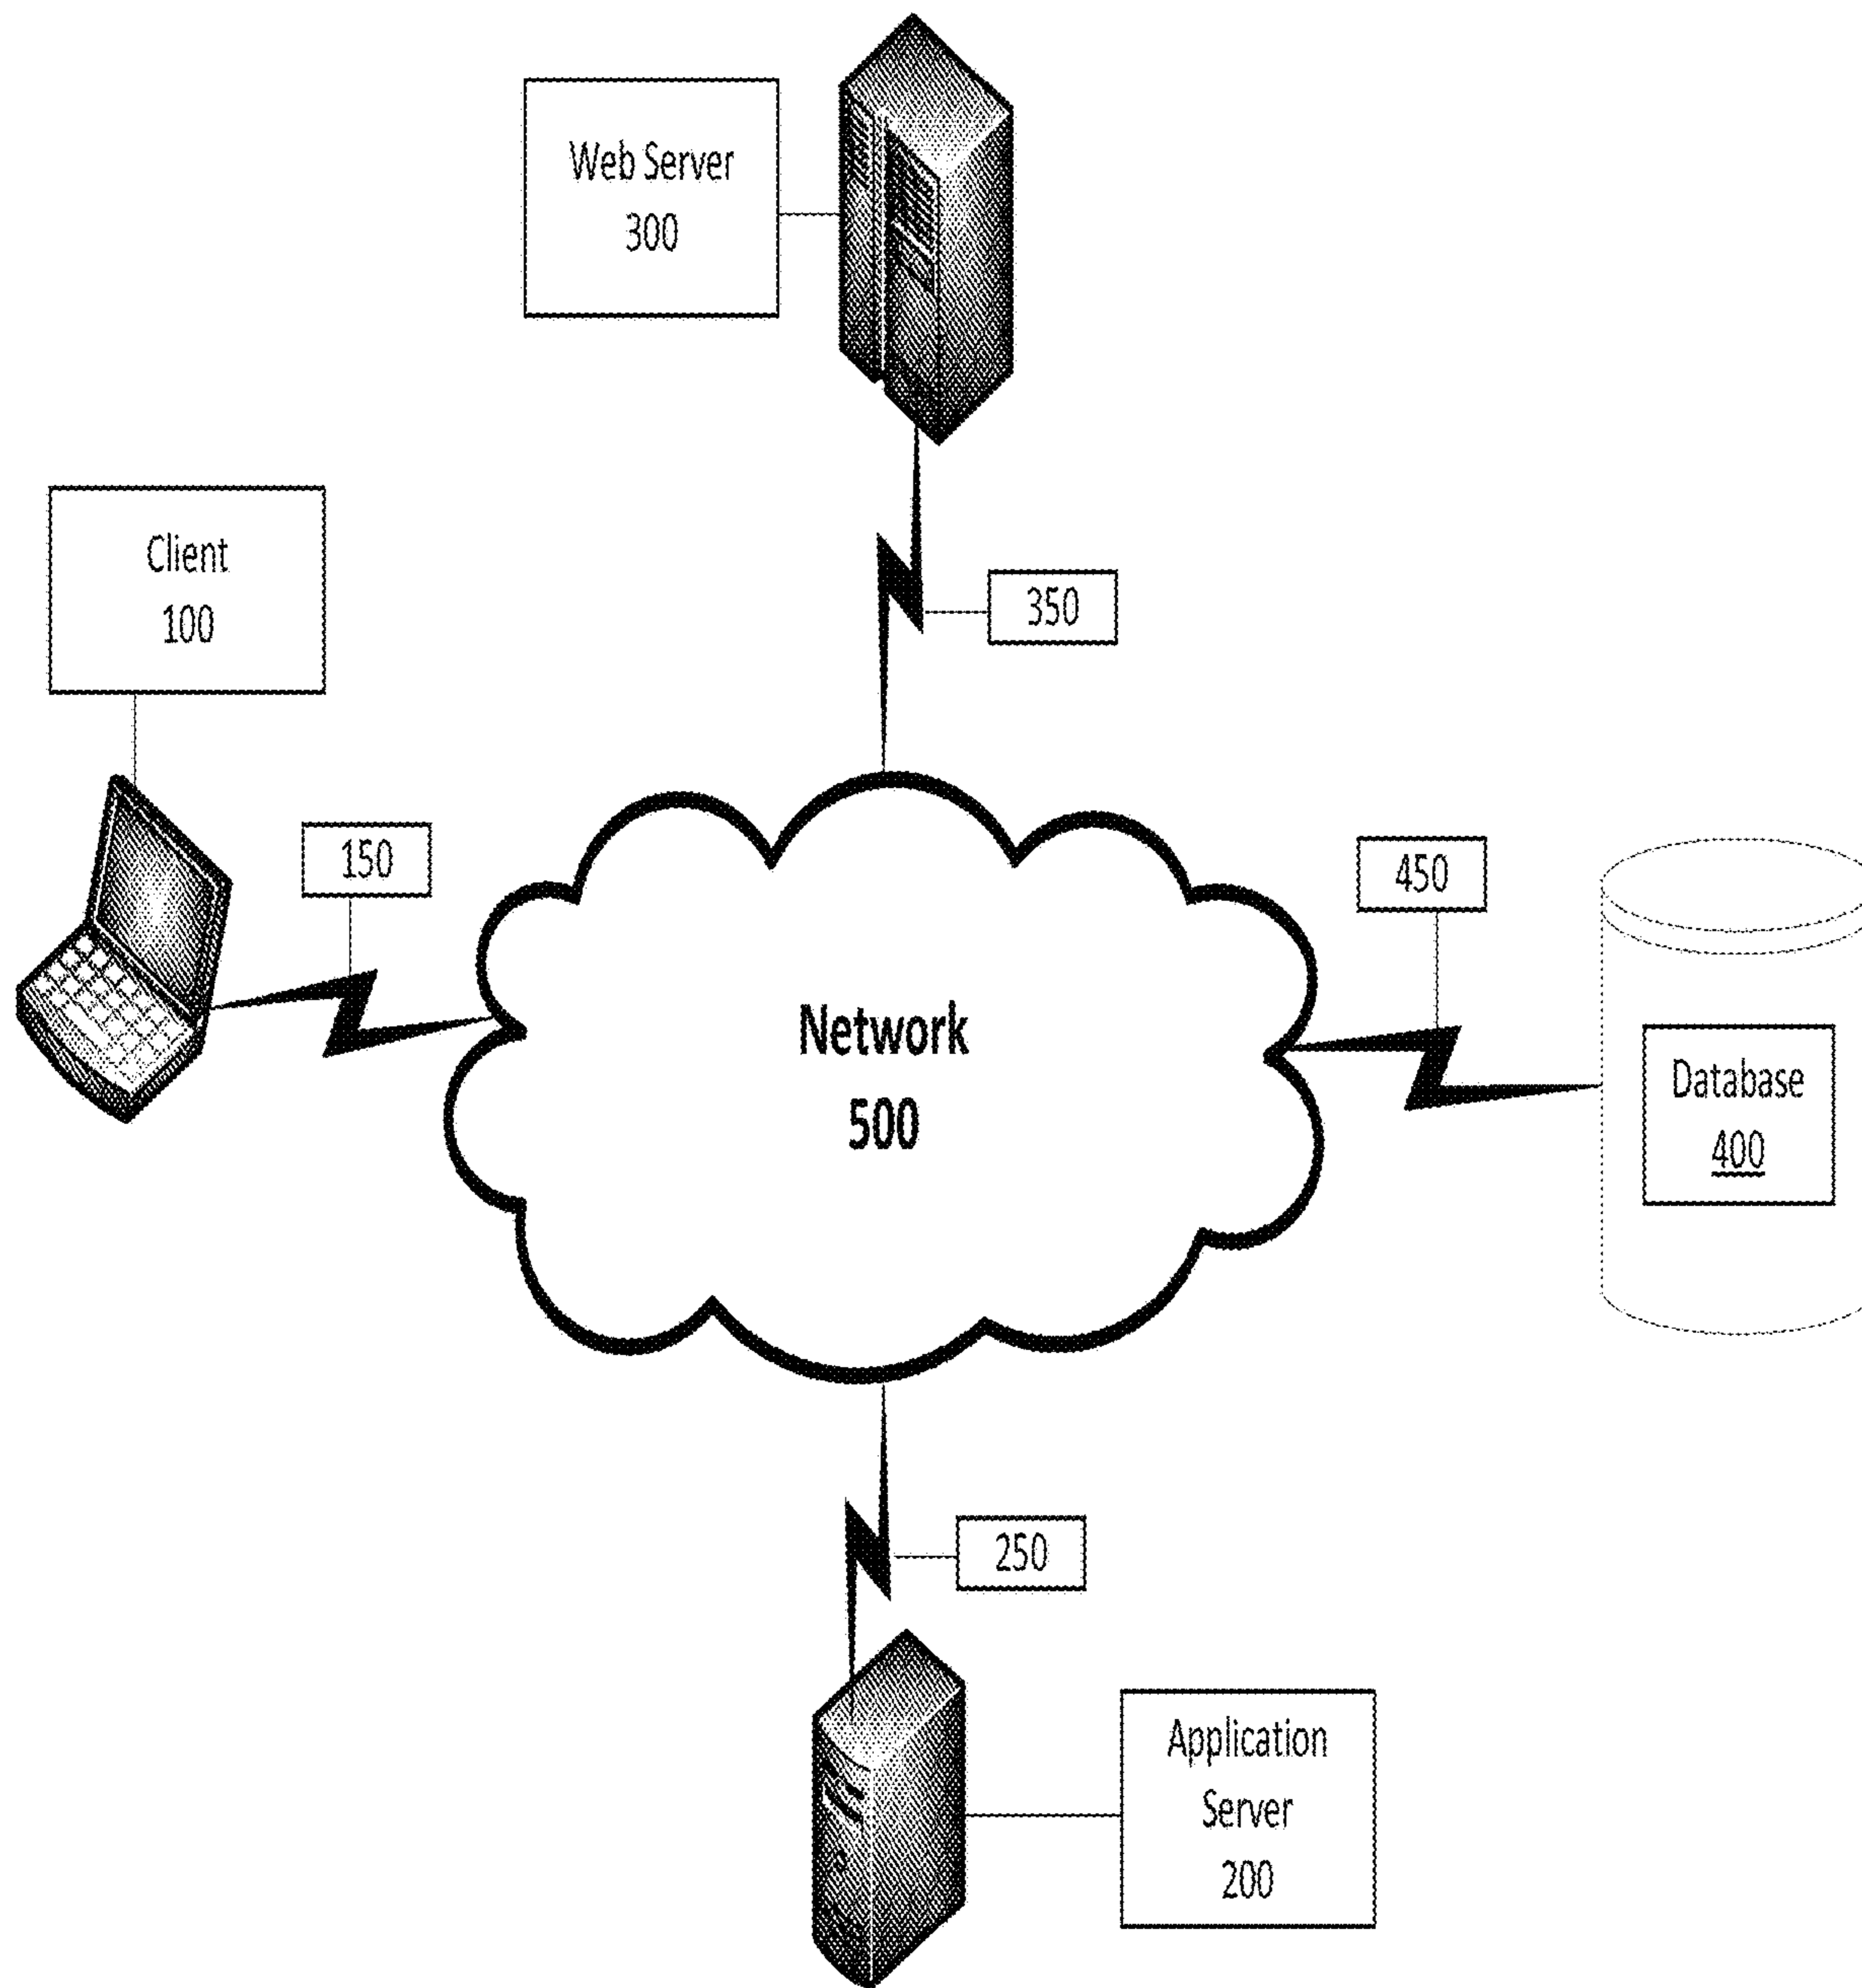 Web Server
300
Client
100
350
150
450
Network
500
Database
400
250
Application
Server
200